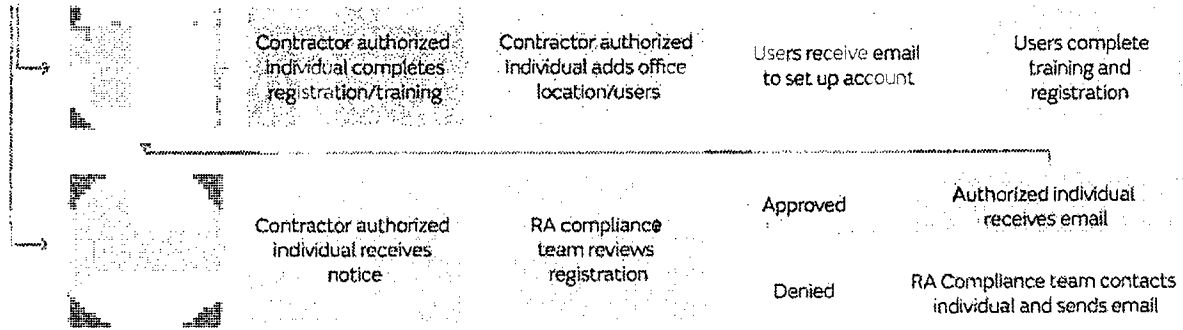 Contractor authorized
individual completes
registration/training
Contractor authorized
individual adds office
location/users
Users receive email
to set up account
Users complete
training and
registration
Contractor authorized
individual receives
notice
RA compliance
team reviews
registration
Approved
Authorized individual
receives email
Denied
RA Compliance team contacts
individual and sends email